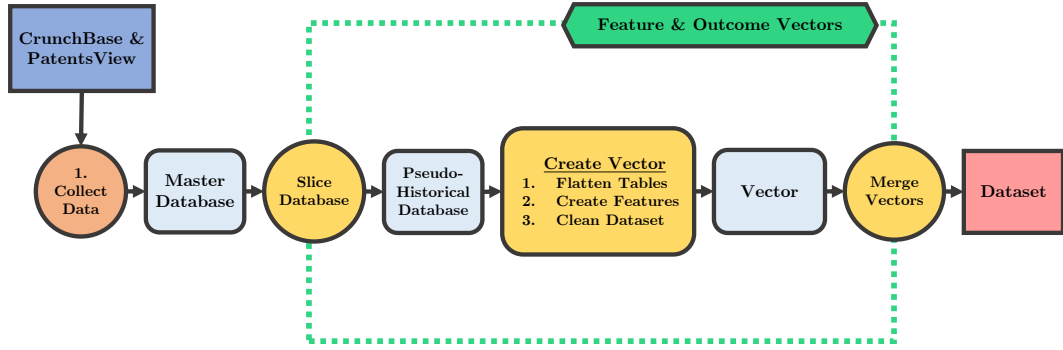 CrunchBase &
PatentsView
Feature & Outcome Vectors
1.
Collect
Data
Master
Database
Slice
Database
Pseudo-
Historical
Database
Create Vector
1. Flatten Tables
2. Create Features
3. Clean Dataset
Vector
Merge
Vectors
Dataset